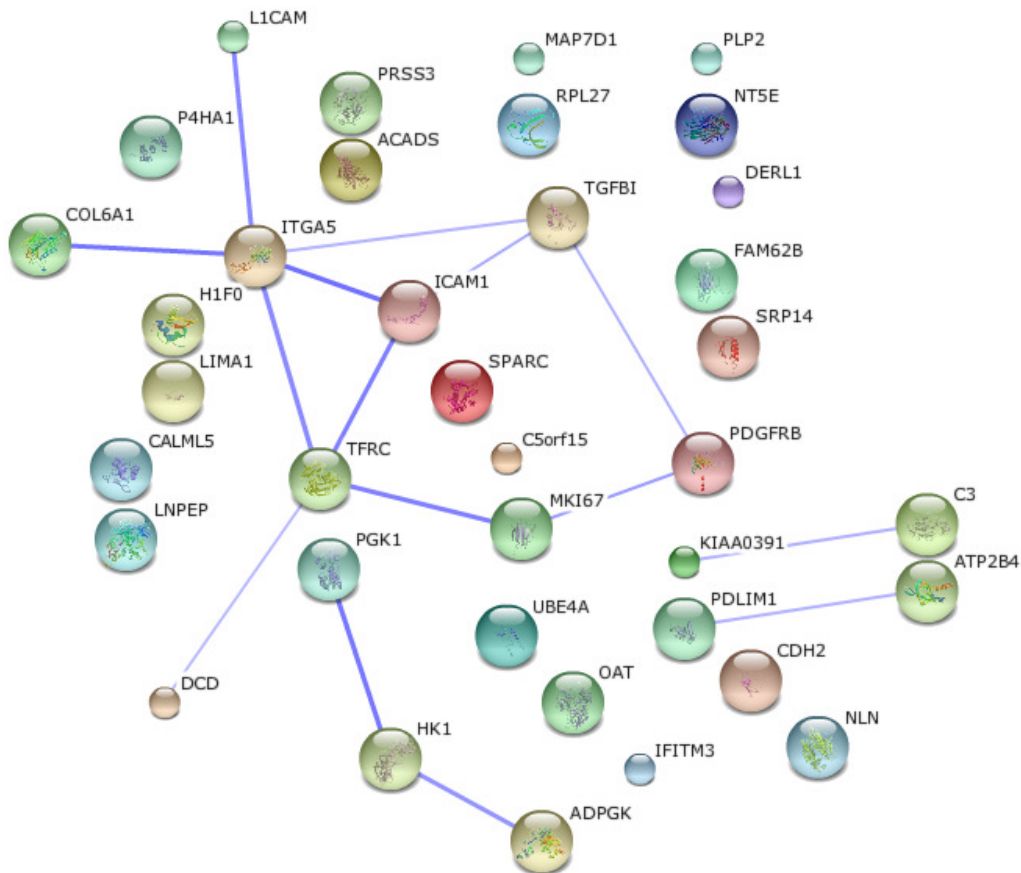 L1CAM
MAP7D1
PLP2
PRSS3
RPL27
NT5E
P4HA1
ACADS
DERL1
TGFBI
COL6A1
ITGA5
FAM62B
ICAM1
H1F0
SRP14
LIMA1
SPARC
CALML5
TFRC
C5orf15
PDGFRB
LNPEP
MKI67
C3
PGK1
KIAA0391
ATP2B4
UBE4A
PDLIM1
CDH2
DCD
OAT
HK1
IFITM3
NLN
ADPGK